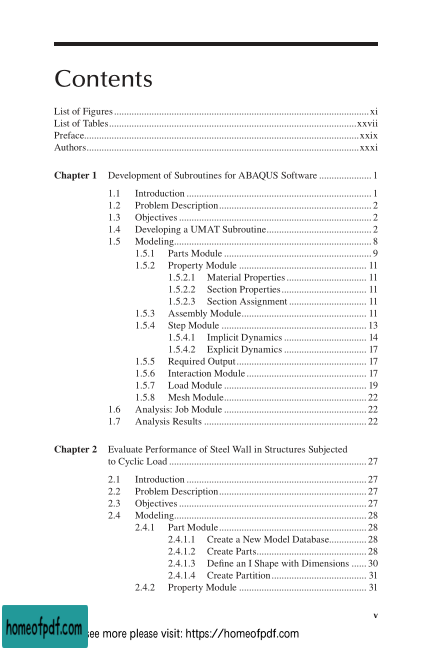 Contents
List of Figures xi
List of Tables xxvii
Preface xxix
Authors xxxi
Chapter 1 Development of Subroutines for ABAQUS Software 1
1.1 Introduction 1
1.2 Problem Description 2
1.3 Objectives 2
1.4 Developing a UMAT Subroutine 2
1.5 Modeling 8
1.5.1 Parts Module 9
1.5.2 Property Module 11
1.5.2.1 Material Properties 11
1.5.2.2 Section Properties 11
1.5.2.3 Section Assignment 11
1.5.3 Assembly Module 11
1.5.4 Step Module 13
1.5.4.1 Implicit Dynamics 14
1.5.4.2 Explicit Dynamics 17
1.5.5 Required Output 17
1.5.6 Interaction Module 17
1.5.7 Load Module 19
1.5.8 Mesh Module 22
1.6 Analysis: Job Module 22
1.7 Analysis Results 22
Chapter 2 Evaluate Performance of Steel Wall in Structures Subjected
to Cyclic Load 27
2.1 Introduction 27
2.2 Problem Description 27
2.3 Objectives 27
2.4 Modeling 28
2.4.1 Part Module 28
2.4.1.1 Create a New Model Database 28
2.4.1.2 Create Parts 28
2.4.1.3 Define an I Shape with Dimensions 30
2.4.1.4 Create Partition 31
2.4.2 Property Module 31
v
homeofpdf.com
see more please visit: https://homeofpdf.com